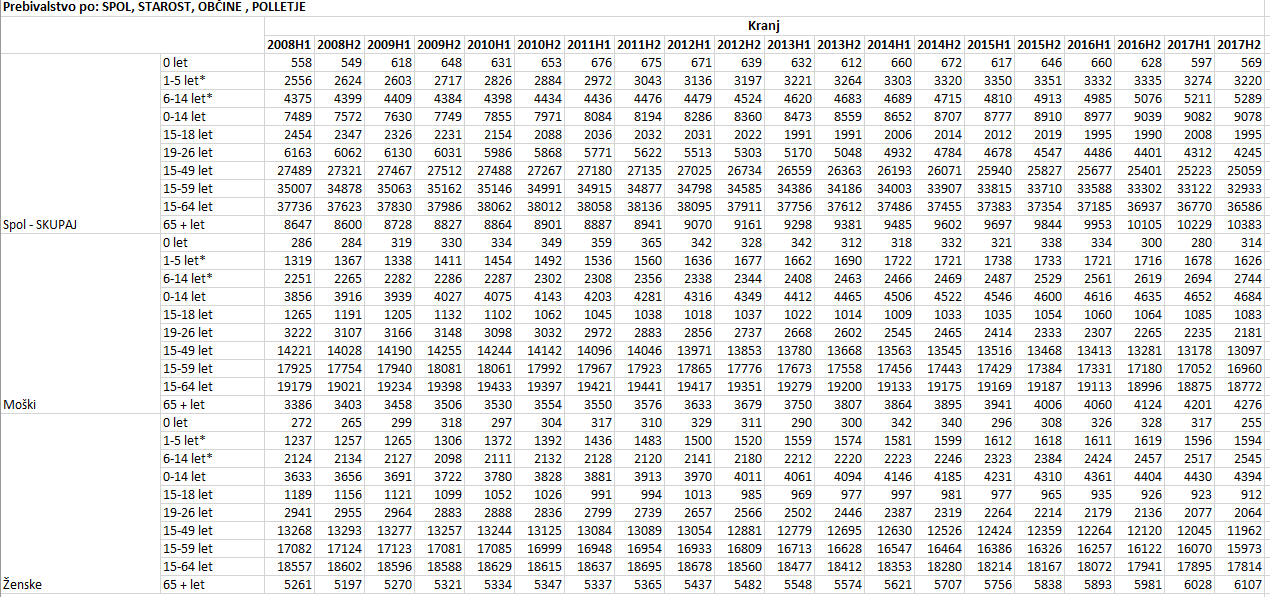 Prebivalstvo po: SPOL, STAROST, OBČINE , POLLETJE
Kranj
2008H1 2008H2 2009H1 2009H2 2010H1 2010H2 2011H1 2011H2 2012H1 2012H2 2013H1 2013H2 2014H1 2014H2 2015H1 2015H2 2016H1 2016H2 2017H1 2017H2
0 let 558 549 618 648 631 653 676 675 671 639 632 612 660 672 617 646 660 628 597 569
1-5 let* 2556 2624 2603 2717 2826 2884 2972 3043 3136 3197 3221 3264 3303 3320 3350 3351 3332 3335 3274 3220
6-14 let* 4375 4399 4409 4384 4398 4434 4436 4476 4479 4524 4620 4683 4689 4715 4810 4913 4985 5076 5211 5289
0-14 let 7489 7572 7630 7749 7855 7971 8084 8194 8286 8360 8473 8559 8652 8707 8777 8910 8977 9039 9082 9078
15-18 let 2454 2347 2326 2231 2154 2088 2036 2032 2031 2022 1991 1991 2006 2014 2012 2019 1995 1990 2008 1995
19-26 let 6163 6062 6130 6031 5986 5868 5771 5622 5513 5303 5170 5048 4932 4784 4678 4547 4486 4401 4312 4245
15-49 let 27489 27321 27467 27512 27488 27267 27180 27135 27025 26734 26559 26363 26193 26071 25940 25827 25677 25401 25223 25059
15-59 let 35007 34878 35063 35162 35146 34991 34915 34877 34798 34585 34386 34186 34003 33907 33815 33710 33588 33302 33122 32933
15-64 let 37736 37623 37830 37986 38062 38012 38058 38136 38095 37911 37756 37612 37486 37455 37383 37354 37185 36937 36770 36586
Spol - SKUPAJ 65 + let 8647 8600 8728 8827 8864 8901 8887 8941 9070 9161 9298 9381 9485 9602 9697 9844 9953 10105 10229 10383
0 let 286 284 319 330 334 349 359 365 342 328 342 312 318 332 321 338 334 300 280 314
1-5 let* 1319 1367 1338 1411 1454 1492 1536 1560 1636 1677 1662 1690 1722 1721 1738 1733 1721 1716 1678 1626
6-14 let* 2251 2265 2282 2286 2287 2302 2308 2356 2338 2344 2408 2463 2466 2469 2487 2529 2561 2619 2694 2744
0-14 let 3856 3916 3939 4027 4075 4143 4203 4281 4316 4349 4412 4465 4506 4522 4546 4600 4616 4635 4652 4684
15-18 let 1265 1191 1205 1132 1102 1062 1045 1038 1018 1037 1022 1014 1009 1033 1035 1054 1060 1064 1085 1083
19-26 let 3222 3107 3166 3148 3098 3032 2972 2883 2856 2737 2668 2602 2545 2465 2414 2333 2307 2265 2235 2181
15-49 let 14221 14028 14190 14255 14244 14142 14096 14046 13971 13853 13780 13668 13563 13545 13516 13468 13413 13281 13178 13097
15-59 let 17925 17754 17940 18081 18061 17992 17967 17923 17865 17776 17673 17558 17456 17443 17429 17384 17331 17180 17052 16960
15-64 let 19179 19021 19234 19398 19433 19397 19421 19441 19417 19351 19279 19200 19133 19175 19169 19187 19113 18996 18875 18772
Moški 65 + let 3386 3403 3458 3506 3530 3554 3550 3576 3633 3679 3750 3807 3864 3895 3941 4006 4060 4124 4201 4276
0 let 272 265 299 318 297 304 317 310 329 311 290 300 342 340 296 308 326 328 317 255
1-5 let* 1237 1257 1265 1306 1372 1392 1436 1483 1500 1520 1559 1574 1581 1599 1612 1618 1611 1619 1596 1594
6-14 let* 2124 2134 2127 2098 2111 2132 2128 2120 2141 2180 2212 2220 2223 2246 2323 2384 2424 2457 2517 2545
0-14 let 3633 3656 3691 3722 3780 3828 3881 3913 3970 4011 4061 4094 4146 4185 4231 4310 4361 4404 4430 4394
15-18 let 1189 1156 1121 1099 1052 1026 991 994 1013 985 969 977 997 981 977 965 935 926 923 912
19-26 let 2941 2955 2964 2883 2888 2836 2799 2739 2657 2566 2502 2446 2387 2319 2264 2214 2179 2136 2077 2064
15-49 let 13268 13293 13277 13257 13244 13125 13084 13089 13054 12881 12779 12695 12630 12526 12424 12359 12264 12120 12045 11962
15-59 let 17082 17124 17123 17081 17085 16999 16948 16954 16933 16809 16713 16628 16547 16464 16386 16326 16257 16122 16070 15973
15-64 let 18557 18602 18596 18588 18629 18615 18637 18695 18678 18560 18477 18412 18353 18280 18214 18167 18072 17941 17895 17814
Ženske 65 + let 5261 5197 5270 5321 5334 5347 5337 5365 5437 5482 5548 5574 5621 5707 5756 5838 5893 5981 6028 6107